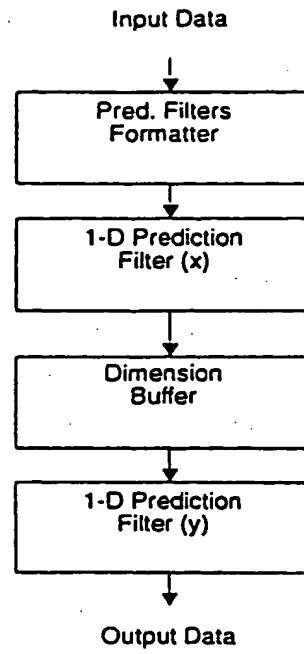 Input Data
Pred. Filters
Formatter
1-D Prediction
Filter (x)
Dimension
Buffer
1-D Prediction
Filter (y)
Output Data